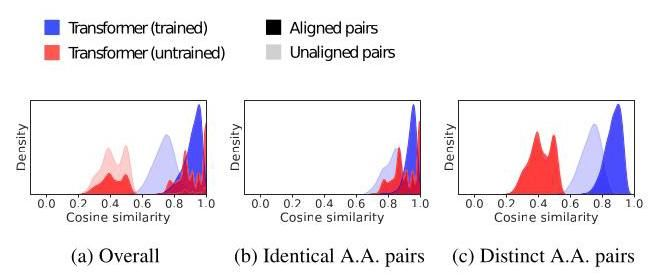 Transformer (trained)
Transformer (untrained)
Aligned pairs
Unaligned pairs
Density
0.0 0.2 0.4 0.6 0.8 1.0
Cosine similarity
(a) Overall
Density
0.0 0.2 0.4 0.6 0.8 1.0
Cosine similarity
(b) Identical A.A. pairs
Density
0.0 0.2 0.4 0.6 0.8 1.0
Cosine similarity
(c) Distinct A.A. pairs